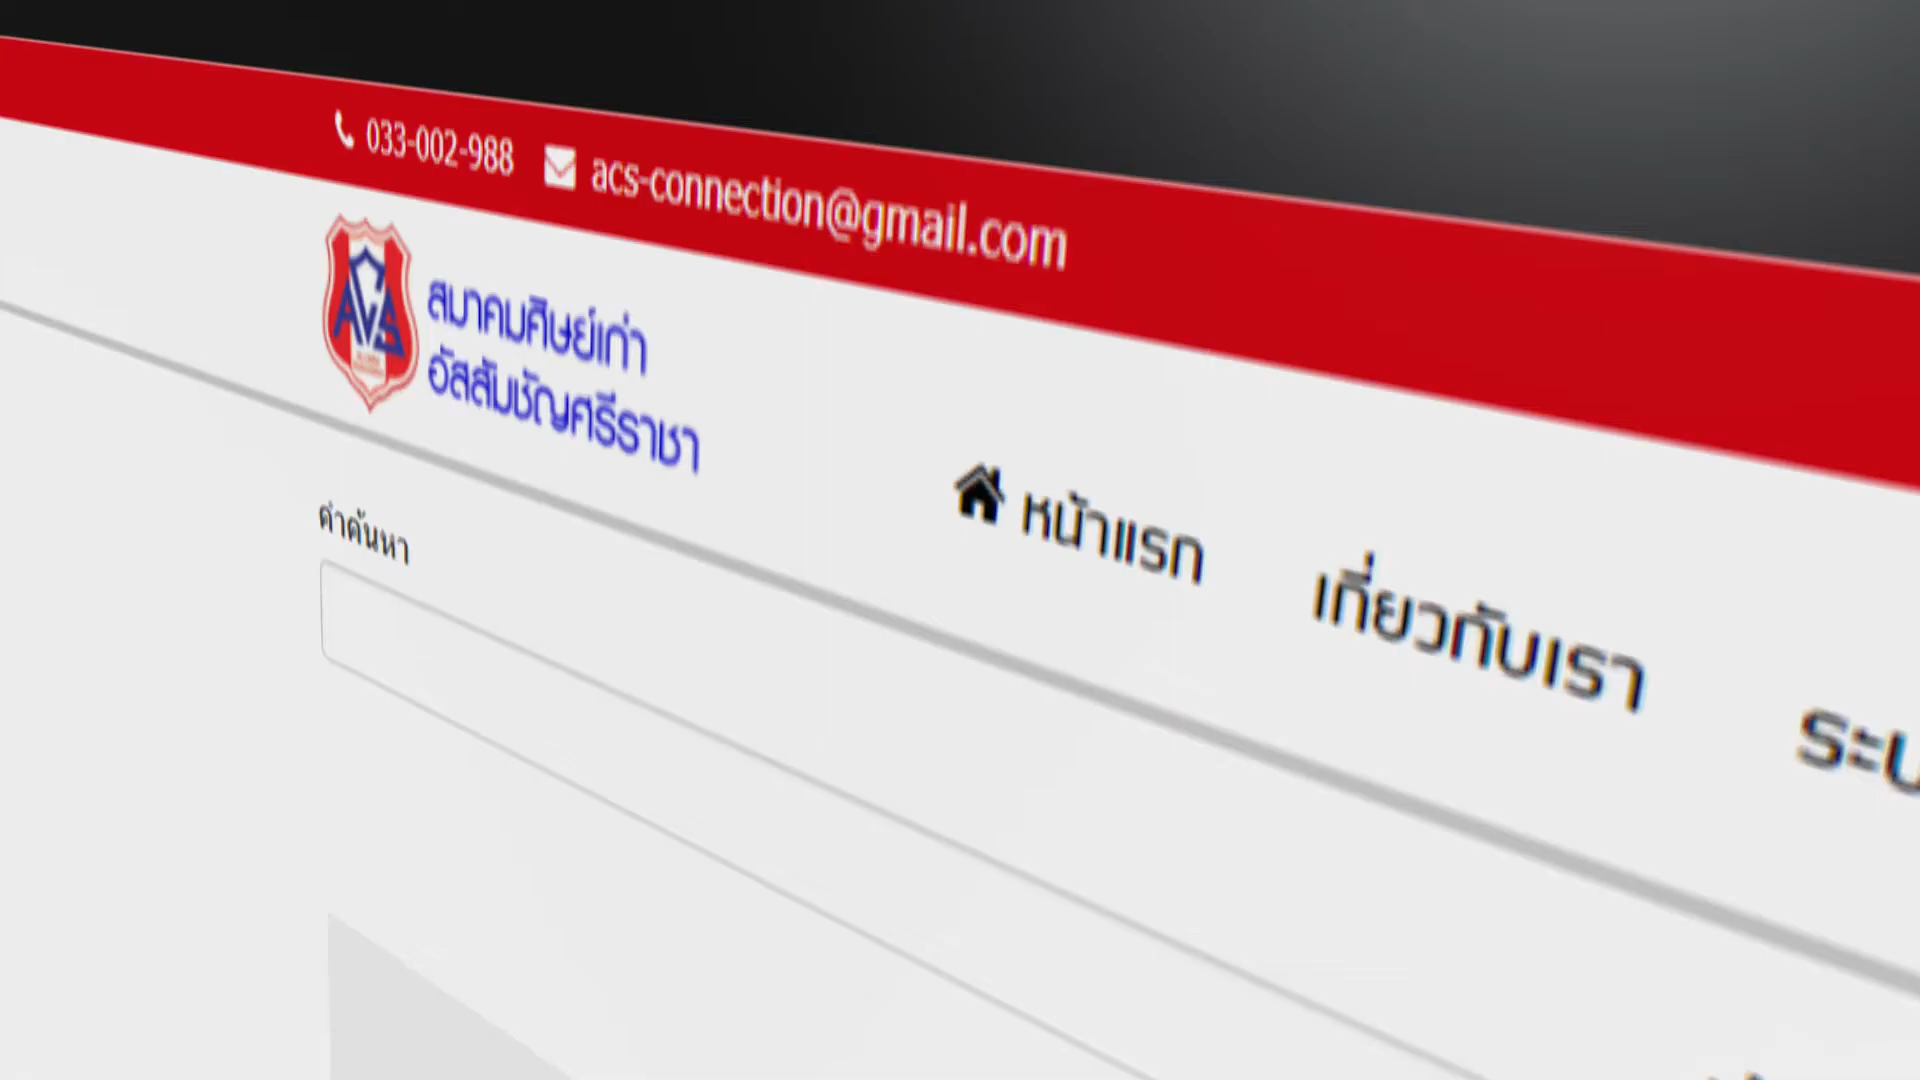 033-002-988
acs-connection@gmail.com
ACS
สมาคมศิษย์เก่า
อัสสัมชัญศรีราชา
หน้าแรก
เกี่ยวกับเรา
คำค้นหา